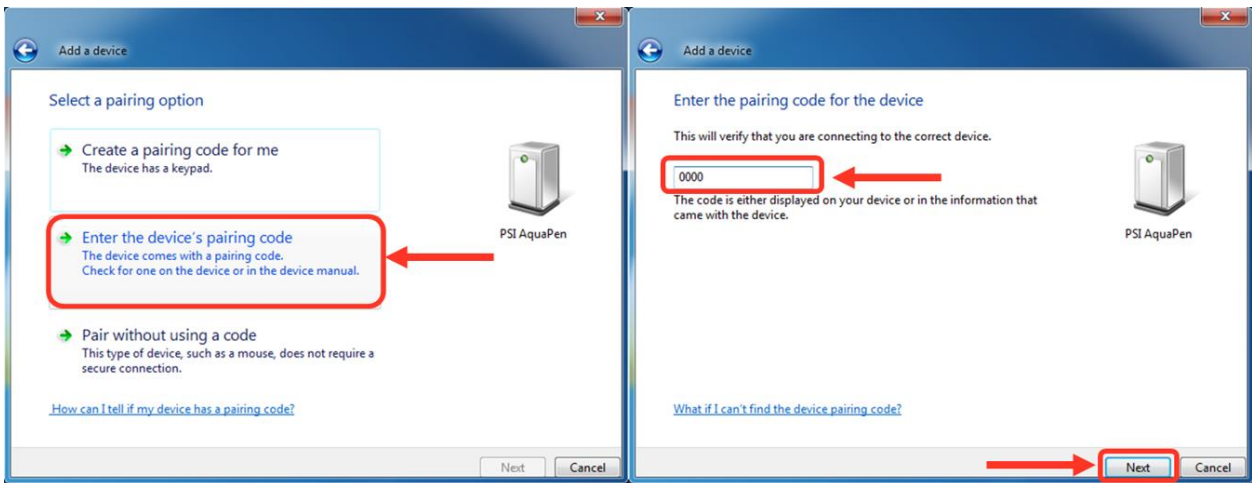 Add a device
Select a pairing option
Create a pairing code for me
The device has a keypad.
Enter the device's pairing code
The device comes with a pairing code.
Check for one on the device or in the device manual.
Pair without using a code
This type of device, such as a mouse, does not require a
secure connection.
How can I tell if my device has a pairing code?
PSI AquaPen
Next
Cancel
Add a device
Enter the pairing code for the device
This will verify that you are connecting to the correct device.
0000
The code is either displayed on your device or in the information that
came with the device.
PSI AquaPen
What if I can't find the device pairing code?
Next
Cancel